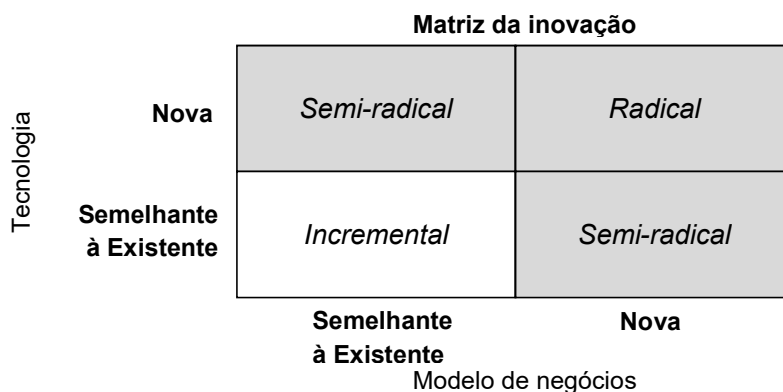 Matriz da inovação
Tecnologia
Nova
Semi-radical
Radical
Semelhante
à Existente
Incremental
Semi-radical
Semelhante
à Existente
Nova
Modelo de negócios